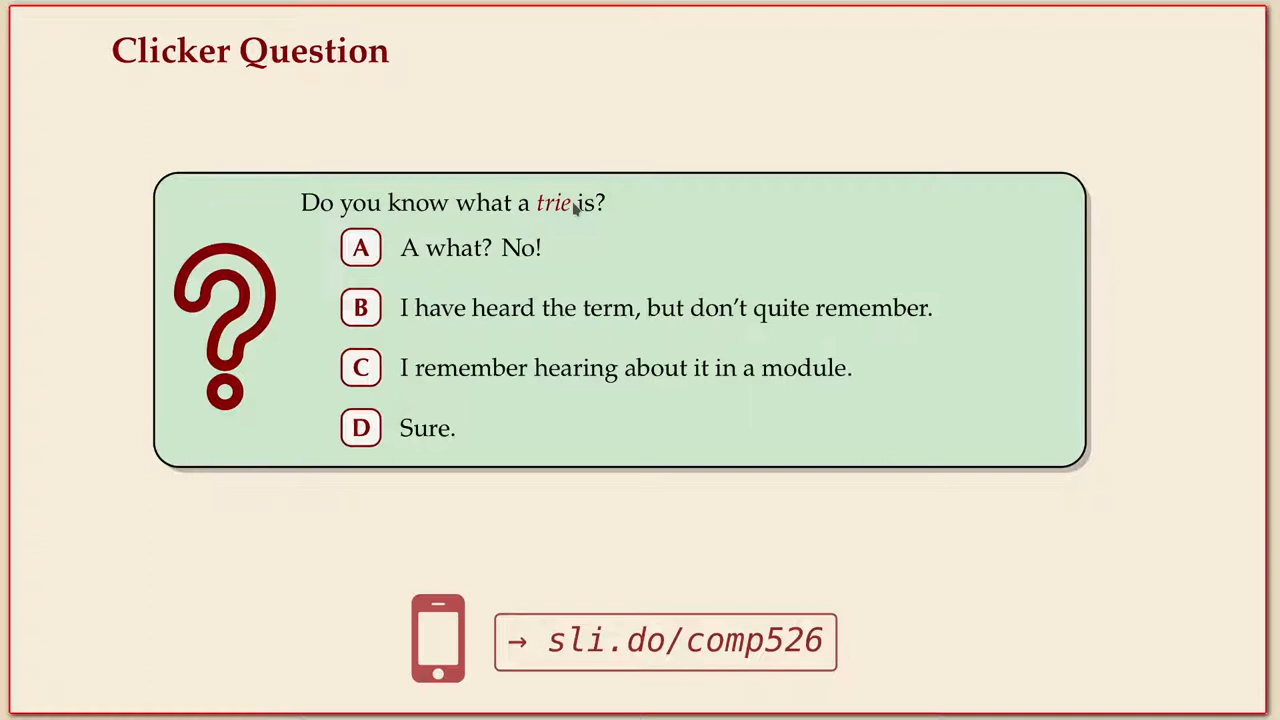 Clicker Question
Do you know what a trie is?
A A what? No!
B I have heard the term, but don’t quite remember.
C I remember hearing about it in a module.
D Sure.
→ sli.do/comp526